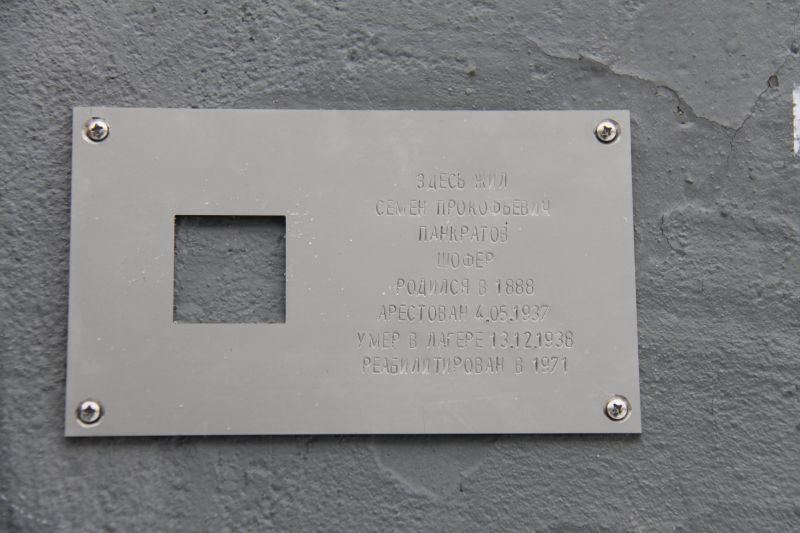 ЗДЕСЬ ЖИЛ
СЕМЕН ПРОКОФЬЕВИЧ
ПАНКРАТОВ
ШОФЕР
РОДИЛСЯ В 1888
АРЕСТОВАН 4.05.1937
УМЕР В ЛАГЕРЕ 13.12.1938
РЕАБИЛИТИРОВАН В 1971